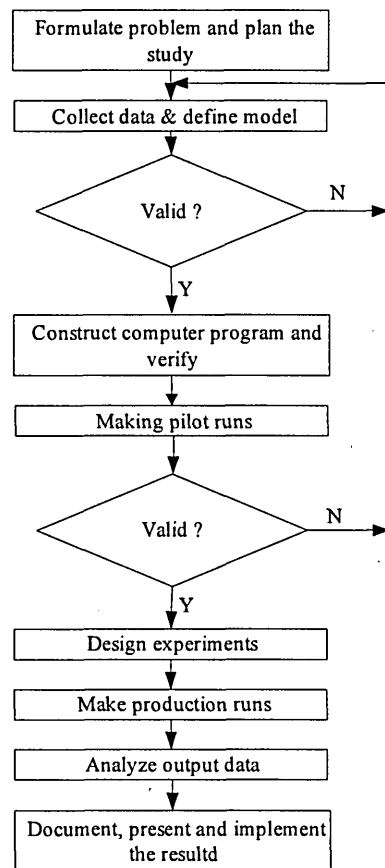 Formulate problem and plan the
study
Collect data & define model
Valid ?
N
Y
Construct computer program and
verify
Making pilot runs
Valid ?
N
Y
Design experiments
Make production runs
Analyze output data
Document, present and implement
the resultd